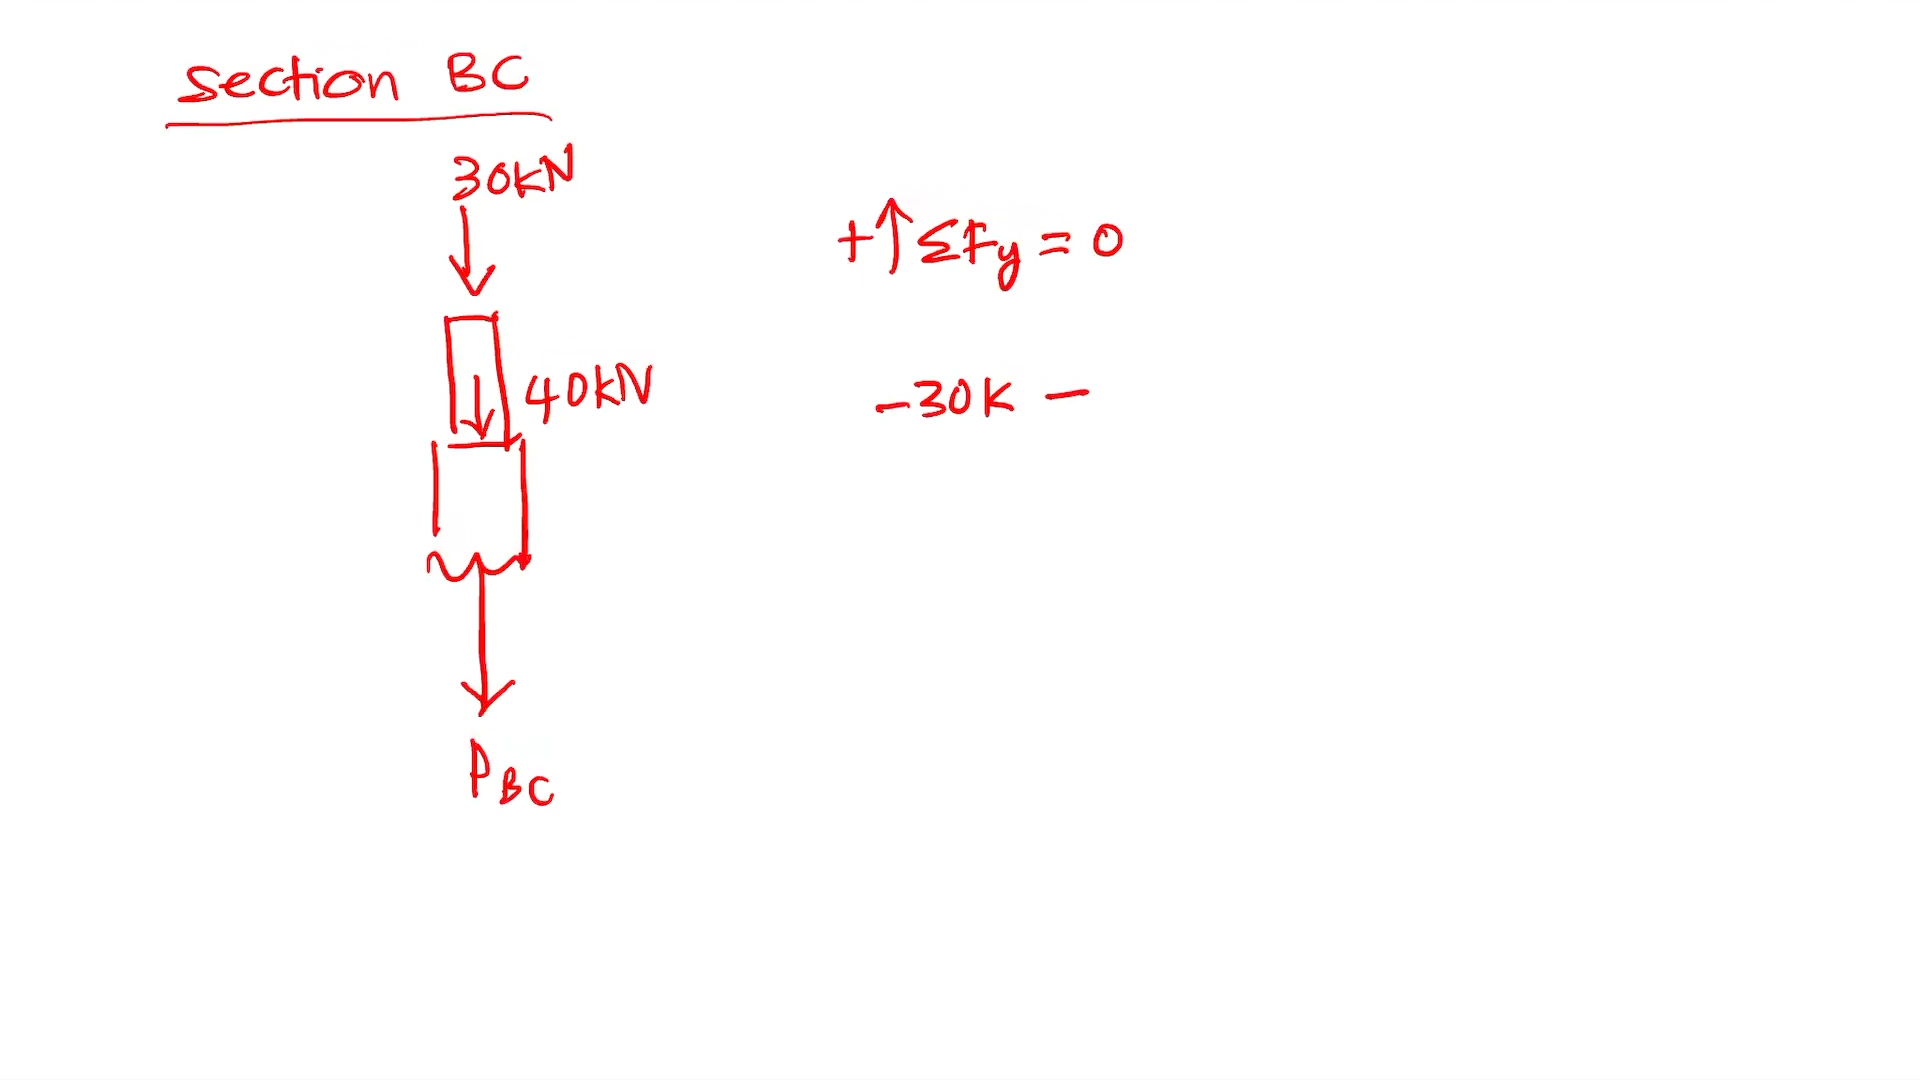 Section BC
30kN
+↑ ΣFy = 0
40kN
-30K -
PBC